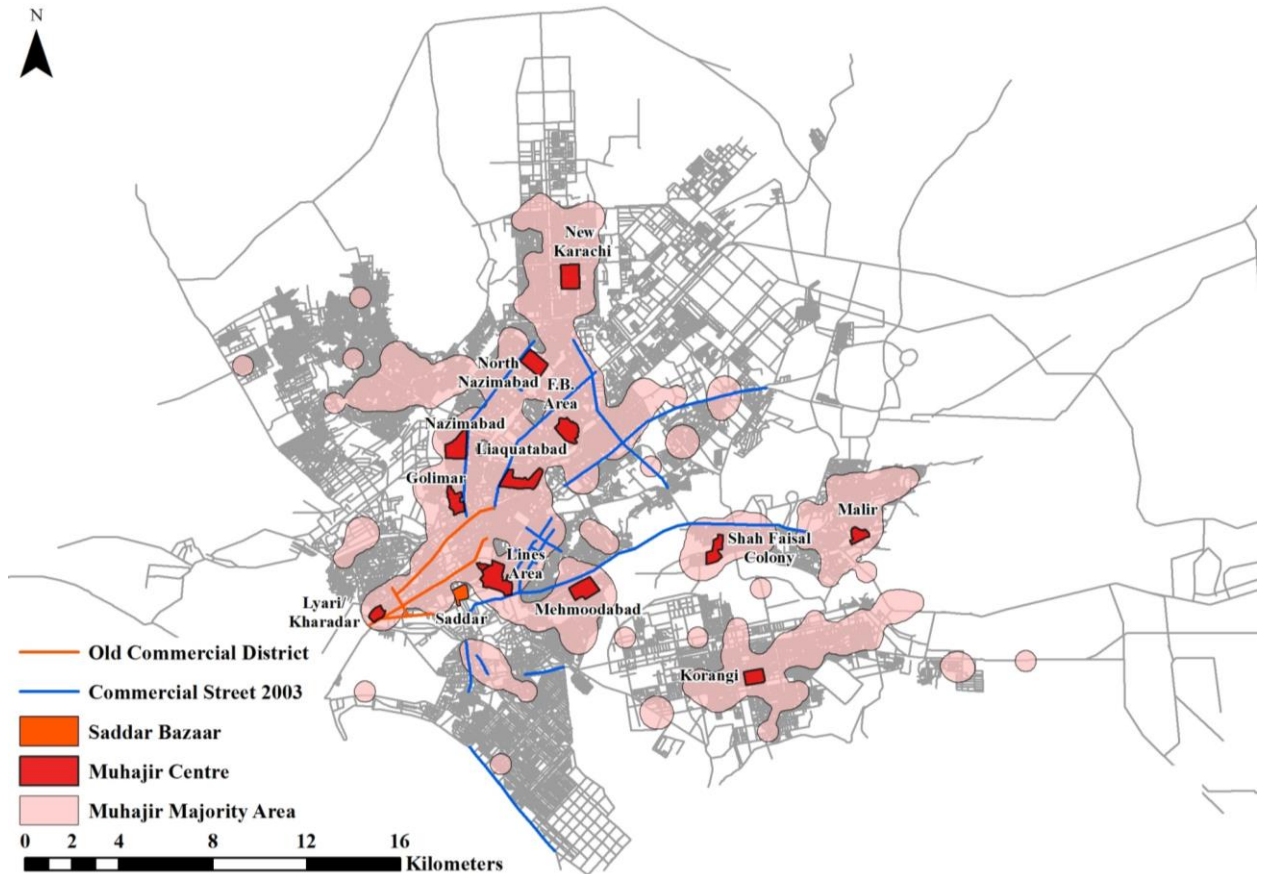 N
New
Karachi
North
Nazimabad
F.B.
Area
Nazimabad
Liaquatabad
Golimar
Malir
Shah Faisal
Colony
Lines
Area
Mehmoodabad
Lyari/
Kharadar
Saddar
Korangi
Old Commercial District
Commercial Street 2003
Saddar Bazaar
Muhajir Centre
Muhajir Majority Area
0 2 4 8 12 16
Kilometers